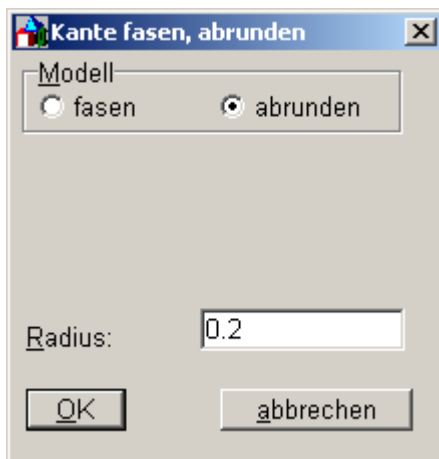 Kante fasen, abrunden
Modell
fasen abrunden
Radius: 0.2
OK abbrechen